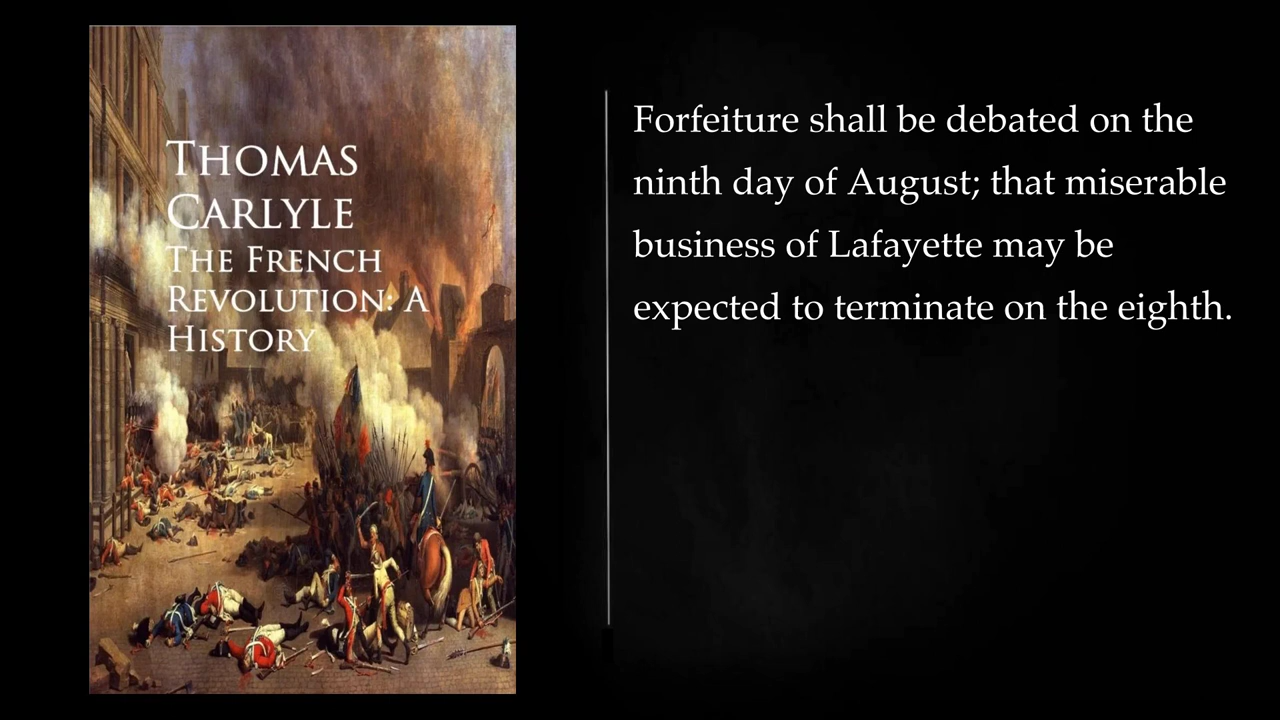 THOMAS
CARLYLE
THE FRENCH
REVOLUTION: A
HISTORY
Forfeiture shall be debated on the
ninth day of August; that miserable
business of Lafayette may be
expected to terminate on the eighth.